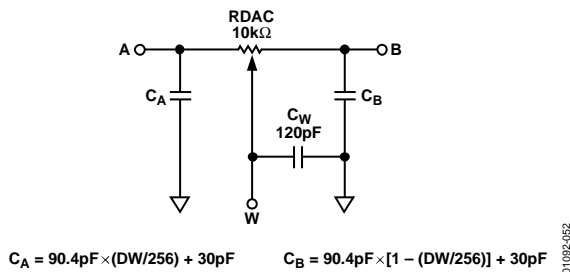 RDAC
10kΩ
A
B
C_A
C_B
C_W
120pF
W
C_A = 90.4pF×(DW/256) + 30pF
C_B = 90.4pF×[1 – (DW/256)] + 30pF
01092-052